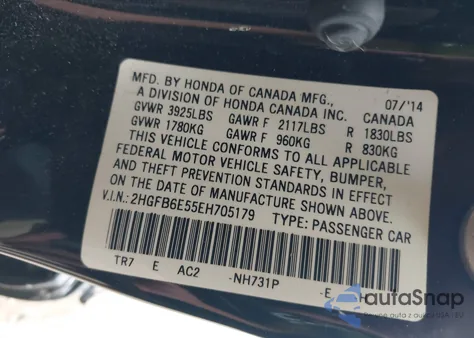 MFD. BY HONDA OF CANADA MFG., 07/'14
A DIVISION OF HONDA CANADA INC. CANADA
GVWR 3925LBS GAWR F 2117LBS R 1830LBS
GVWR 1780KG GAWR F 960KG R 830KG
THIS VEHICLE CONFORMS TO ALL APPLICABLE
FEDERAL MOTOR VEHICLE SAFETY, BUMPER,
AND THEFT PREVENTION STANDARDS IN EFFECT
ON THE DATE OF MANUFACTURE SHOWN ABOVE.
V.I.N.: 2HGFB6E55EH705179 TYPE: PASSENGER CAR
TR7 E AC2 -NH731P -E
autoSnap